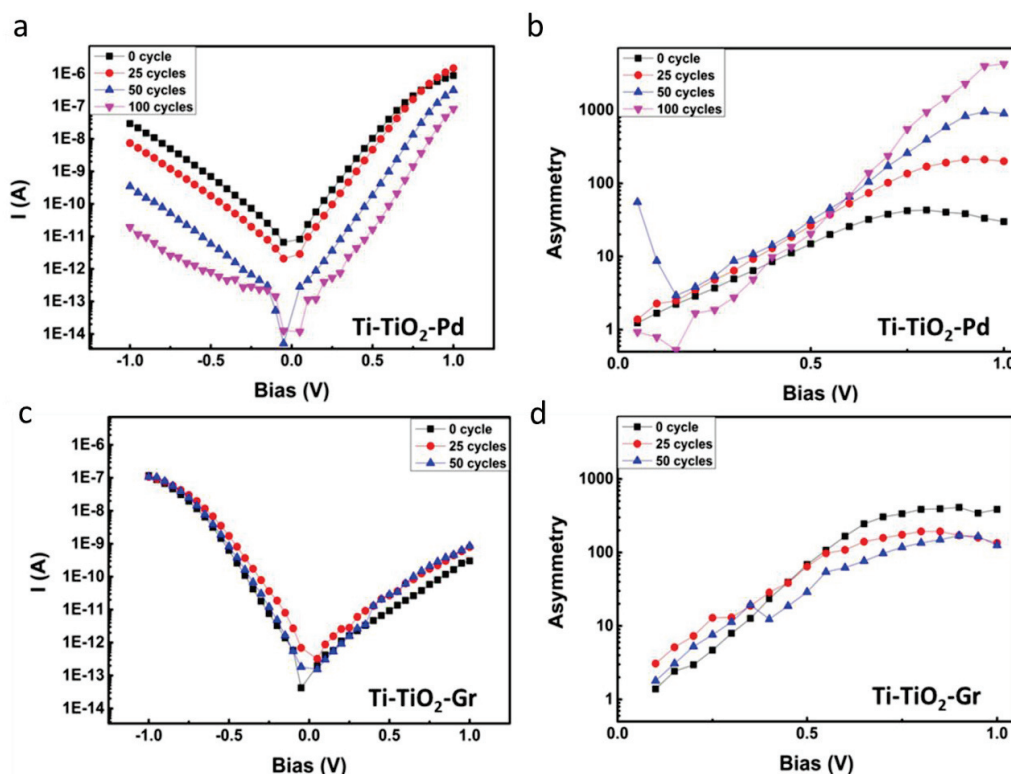 a
0 cycle
25 cycles
50 cycles
100 cycles
1E-6
1E-7
1E-8
1E-9
1E-10
1E-11
1E-12
1E-13
1E-14
I (A)
-1.0
-0.5
0.0
0.5
1.0
Bias (V)
Ti-TiO2-Pd
b
0 cycle
25 cycles
50 cycles
100 cycles
1000
100
10
1
Asymmetry
0.0
0.5
1.0
Bias (V)
Ti-TiO2-Pd
c
0 cycle
25 cycles
50 cycles
1E-6
1E-7
1E-8
1E-9
1E-10
1E-11
1E-12
1E-13
1E-14
I (A)
-1.0
-0.5
0.0
0.5
1.0
Bias (V)
Ti-TiO2-Gr
d
0 cycle
25 cycles
50 cycles
1000
100
10
1
Asymmetry
0.0
0.5
1.0
Bias (V)
Ti-TiO2-Gr